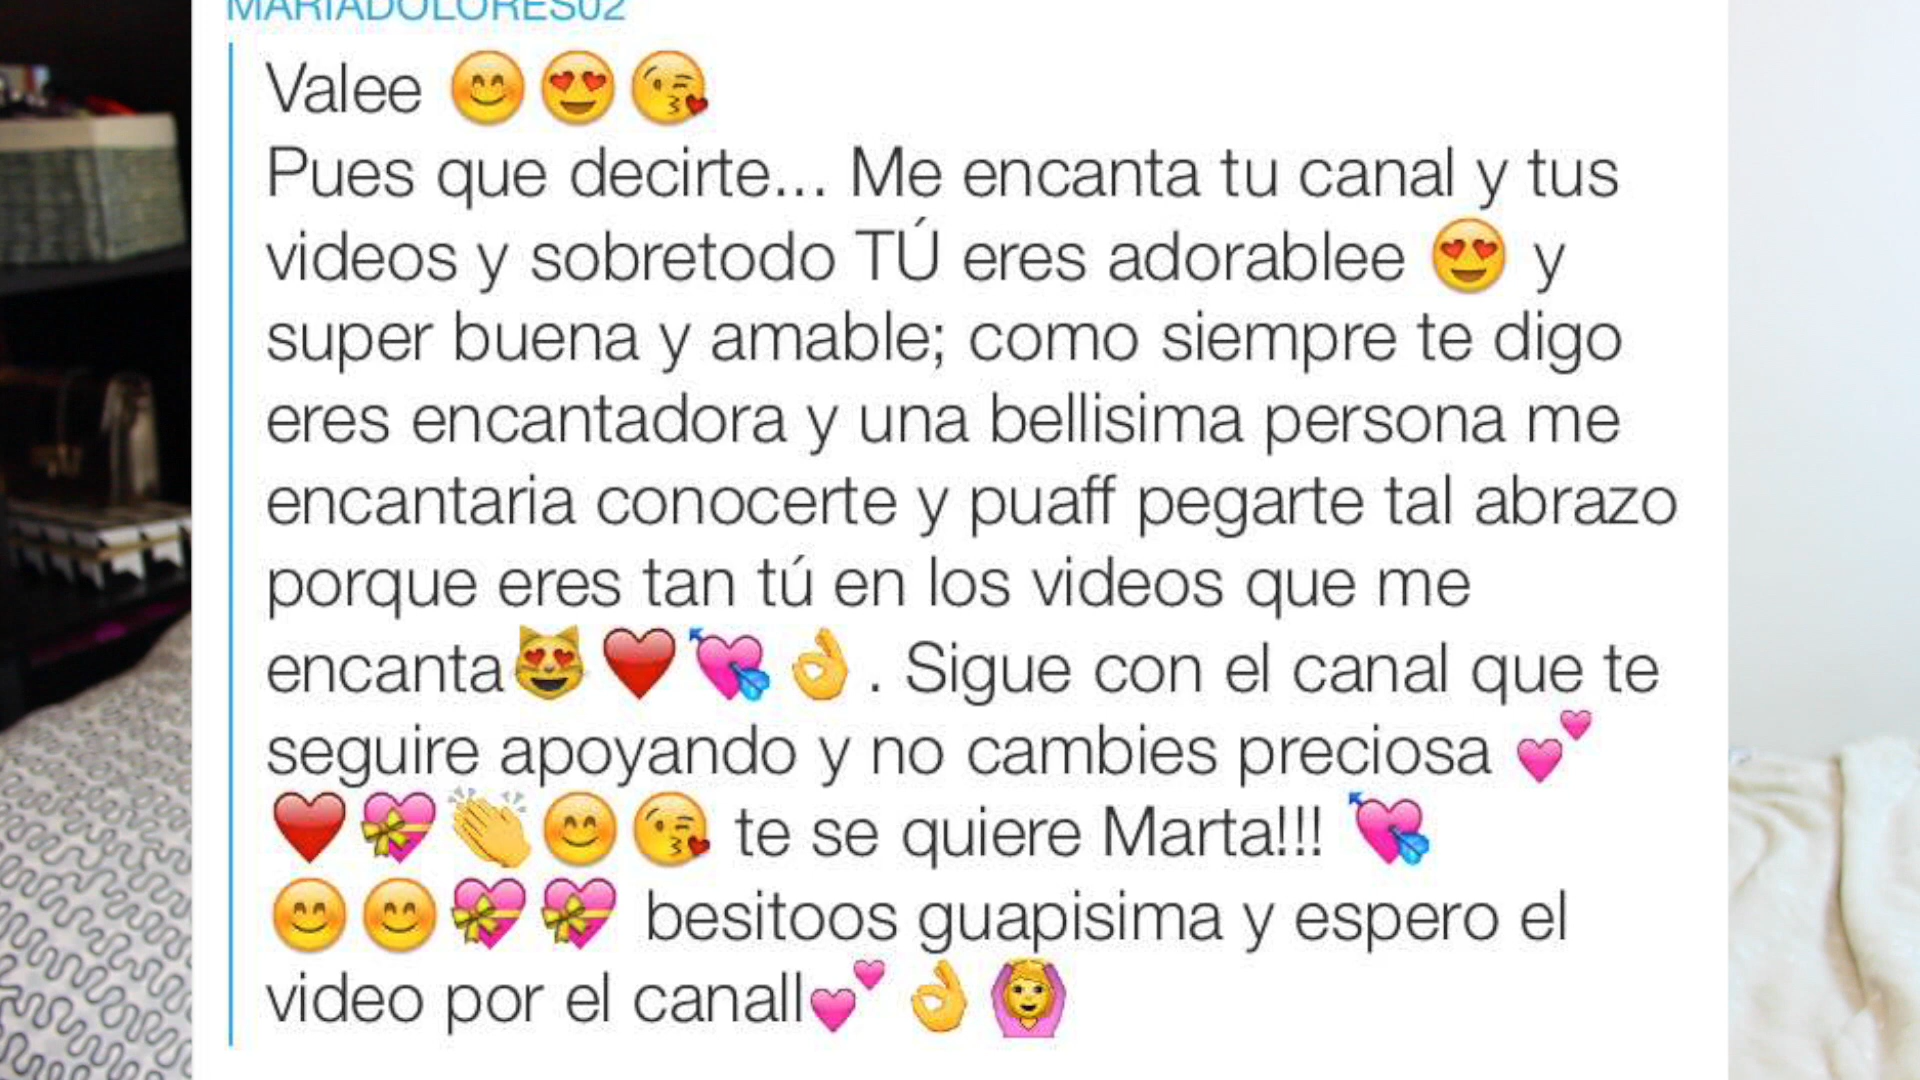 MARIADOLORES02
Valee 😊😍😘
Pues que decirte... Me encanta tu canal y tus
videos y sobretodo TÚ eres adorablee 😍 y
super buena y amable; como siempre te digo
eres encantadora y una bellisima persona me
encantaria conocerte y puaff pegarte tal abrazo
porque eres tan tú en los videos que me
encanta😻❤️💘👌. Sigue con el canal que te
seguire apoyando y no cambies preciosa 💕
❤️💝👏😊😘 te se quiere Marta!!! 💘
😊😊💝💝 besitoos guapisima y espero el
video por el canall💕👌🙆